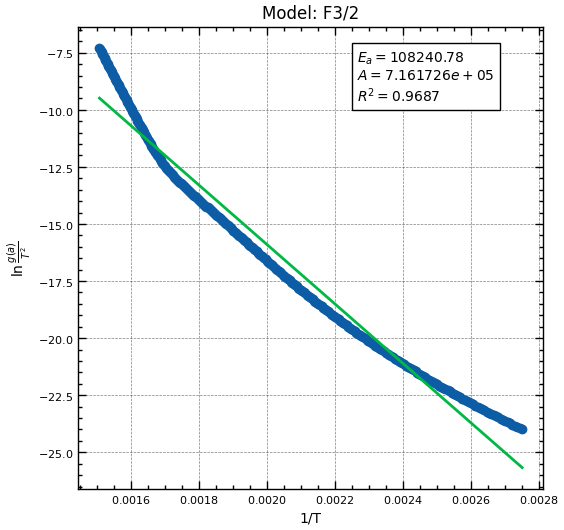 Model: F3/2
E_a = 108240.78
A = 7.161726e + 05
R^2 = 0.9687
ln g(a)/T^2
−7.5
−10.0
−12.5
−15.0
−17.5
−20.0
−22.5
−25.0
0.0016 0.0018 0.0020 0.0022 0.0024 0.0026 0.0028
1/T